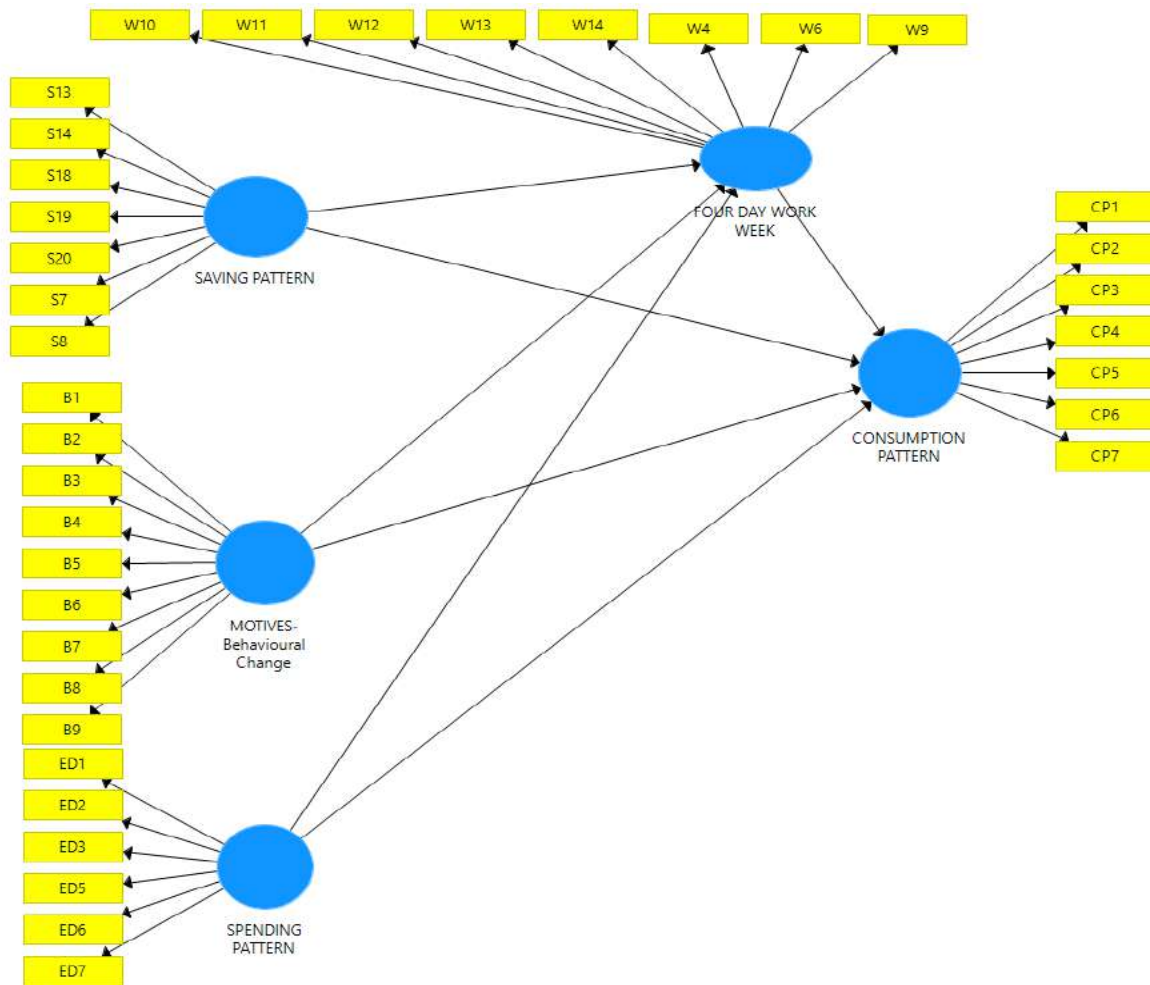 W10
W11
W12
W13
W14
W4
W6
W9
S13
S14
S18
S19
S20
S7
S8
SAVING PATTERN
FOUR DAY WORK
WEEK
CP1
CP2
CP3
CP4
CP5
CP6
CP7
CONSUMPTION
PATTERN
B1
B2
B3
B4
B5
B6
B7
B8
B9
MOTIVES-
Behavioural
Change
ED1
ED2
ED3
ED5
ED6
ED7
SPENDING
PATTERN